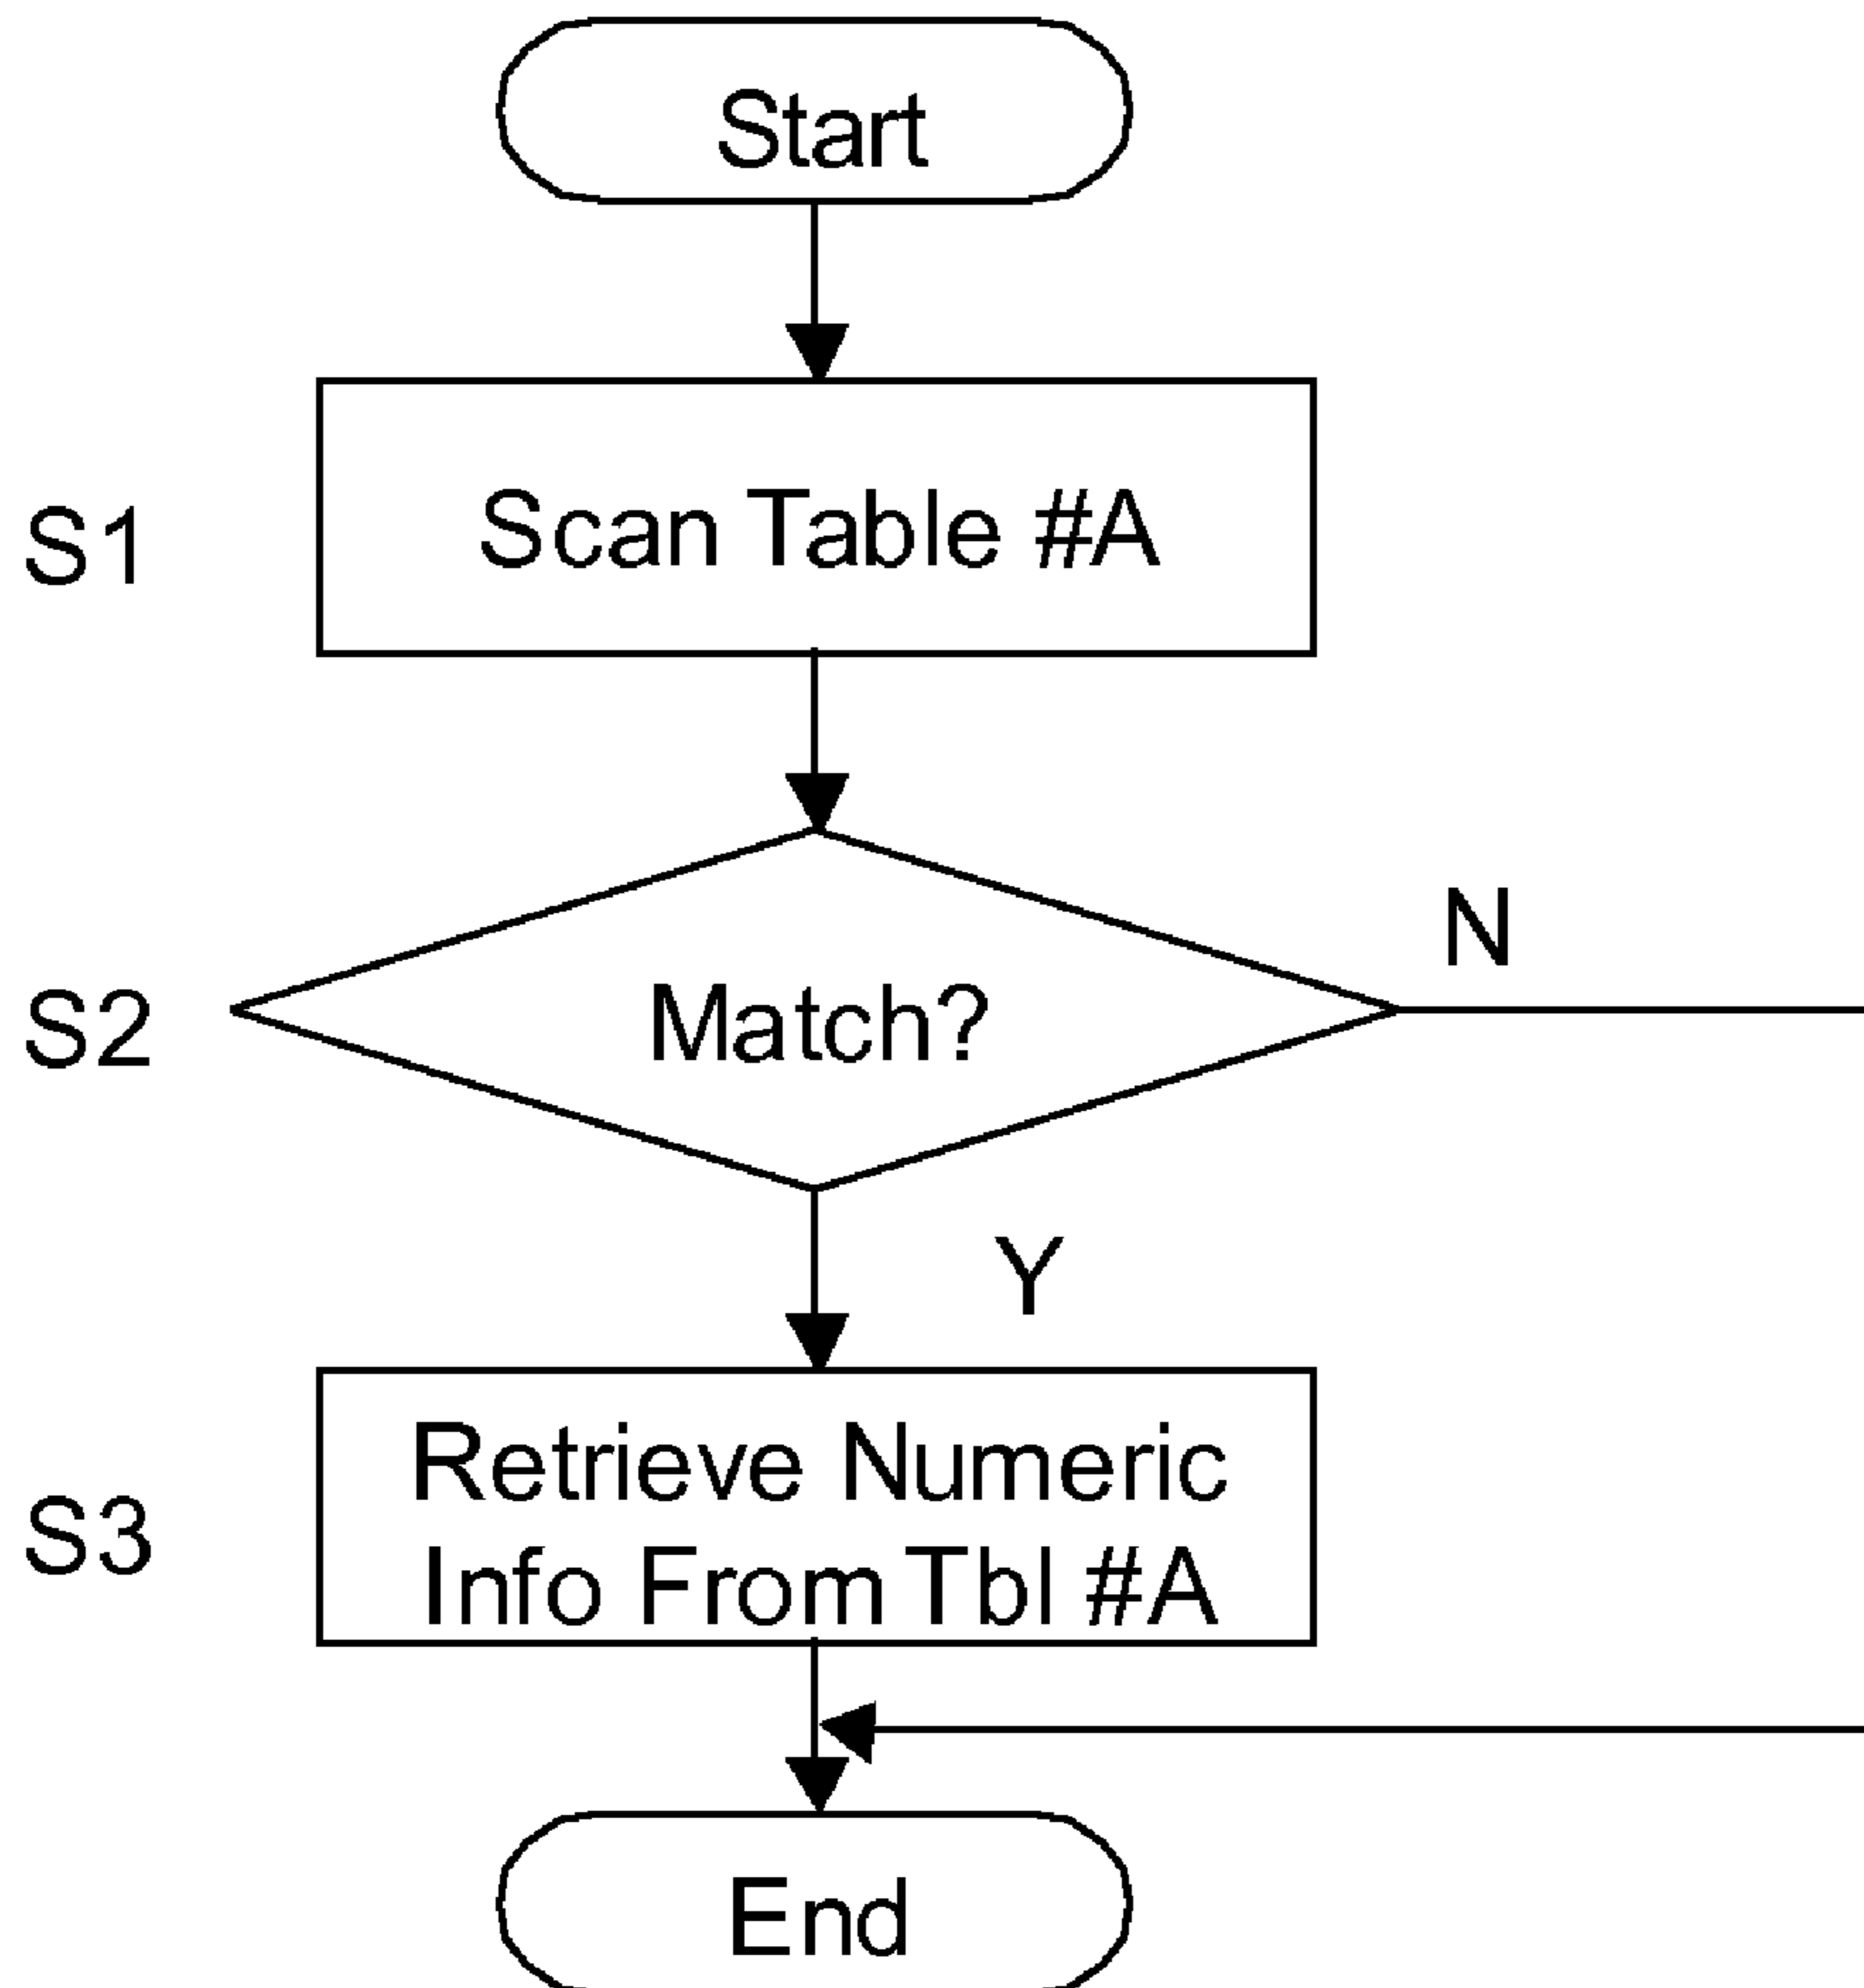 Start
S1
Scan Table #A
S2
Match?
N
Y
S3
Retrieve Numeric
Info From Tbl #A
End